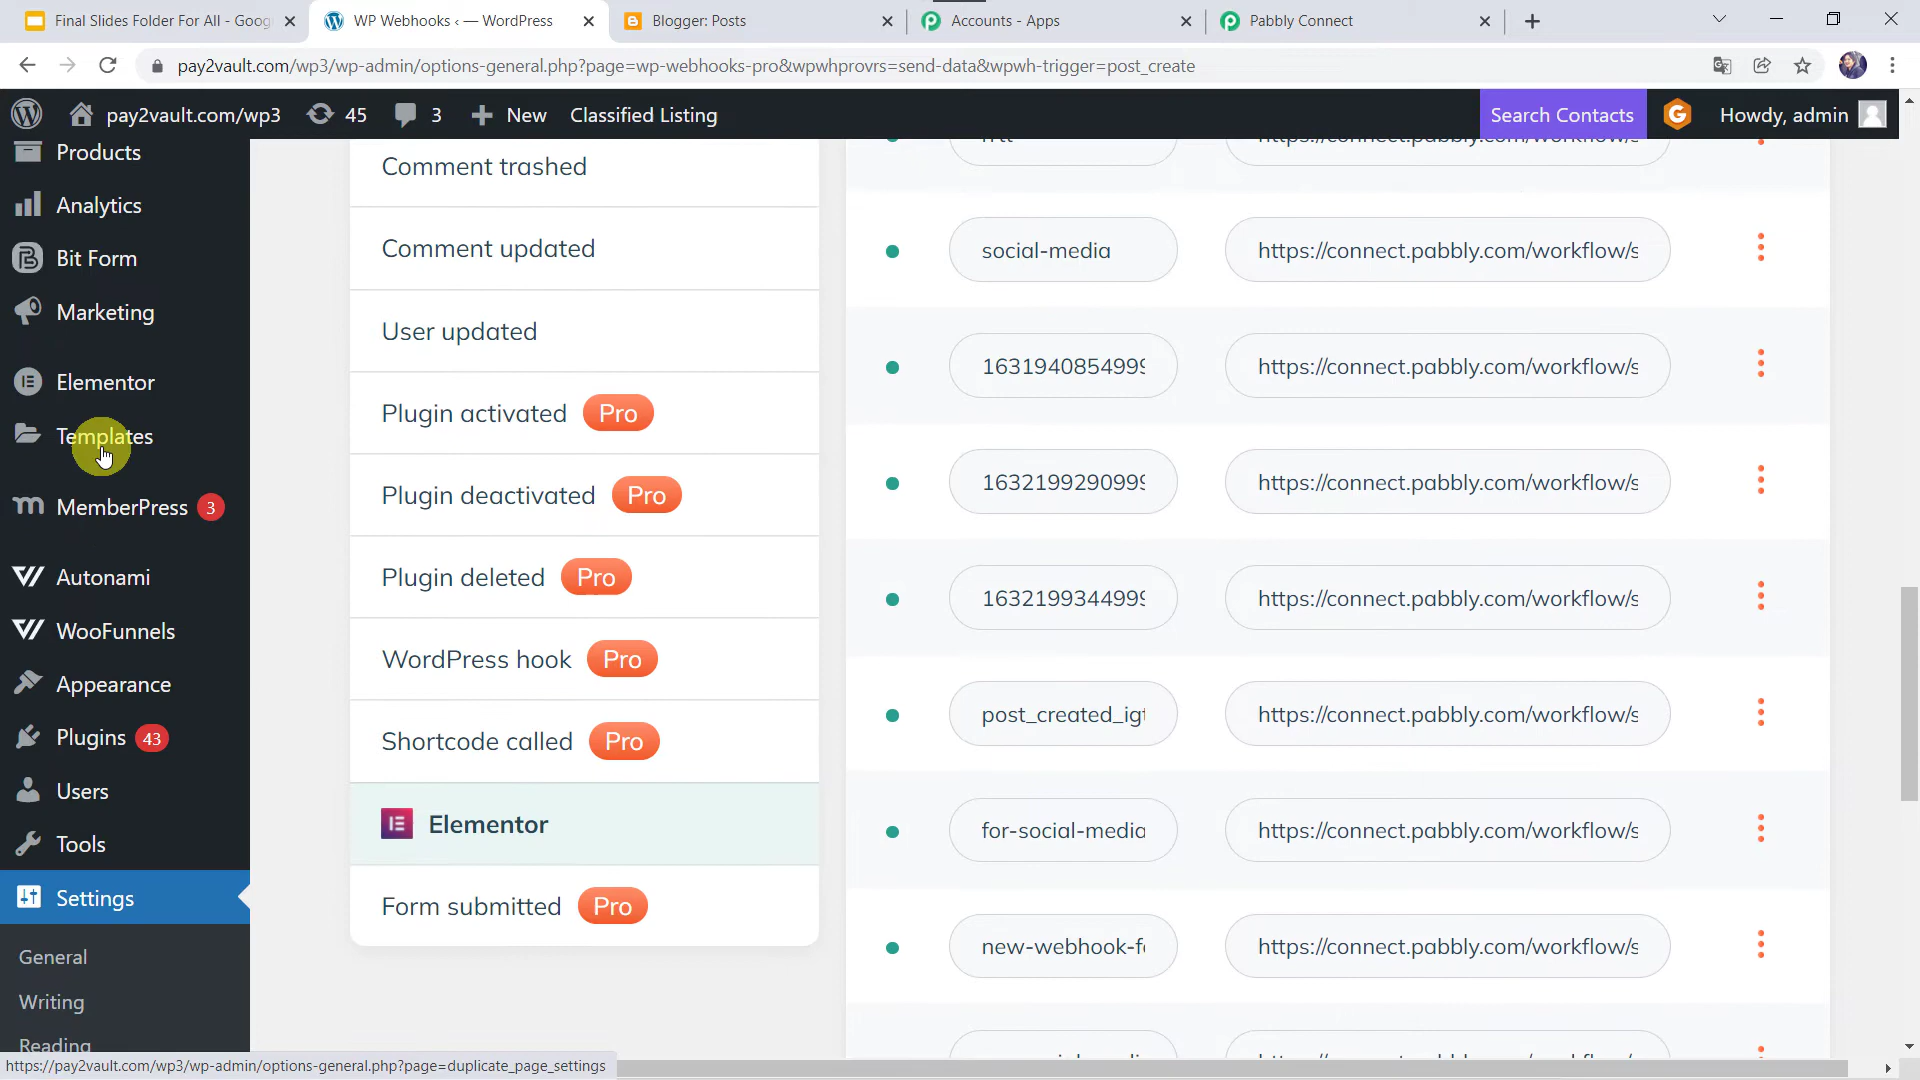 Final Slides Folder For All - Goog
WP Webhooks ‹ — WordPress
Blogger: Posts
Accounts - Apps
Pabbly Connect
pay2vault.com/wp3/wp-admin/options-general.php?page=wp-webhooks-pro&wpwhprovrs=send-data&wpwh-trigger=post_create
pay2vault.com/wp3
45
3
New
Classified Listing
Search Contacts
Howdy, admin
Products
Analytics
Bit Form
Marketing
Elementor
Templates
MemberPress 3
Autonami
WooFunnels
Appearance
Plugins 43
Users
Tools
Settings
General
Writing
Reading
Comment trashed
Comment updated
User updated
Plugin activated Pro
Plugin deactivated Pro
Plugin deleted Pro
WordPress hook Pro
Shortcode called Pro
Elementor
Form submitted Pro
social-media https://connect.pabbly.com/workflow/s
1631940854999 https://connect.pabbly.com/workflow/s
1632199290999 https://connect.pabbly.com/workflow/s
1632199344999 https://connect.pabbly.com/workflow/s
post_created_igt https://connect.pabbly.com/workflow/s
for-social-media https://connect.pabbly.com/workflow/s
new-webhook-fo https://connect.pabbly.com/workflow/s
https://pay2vault.com/wp3/wp-admin/options-general.php?page=duplicate_page_settings